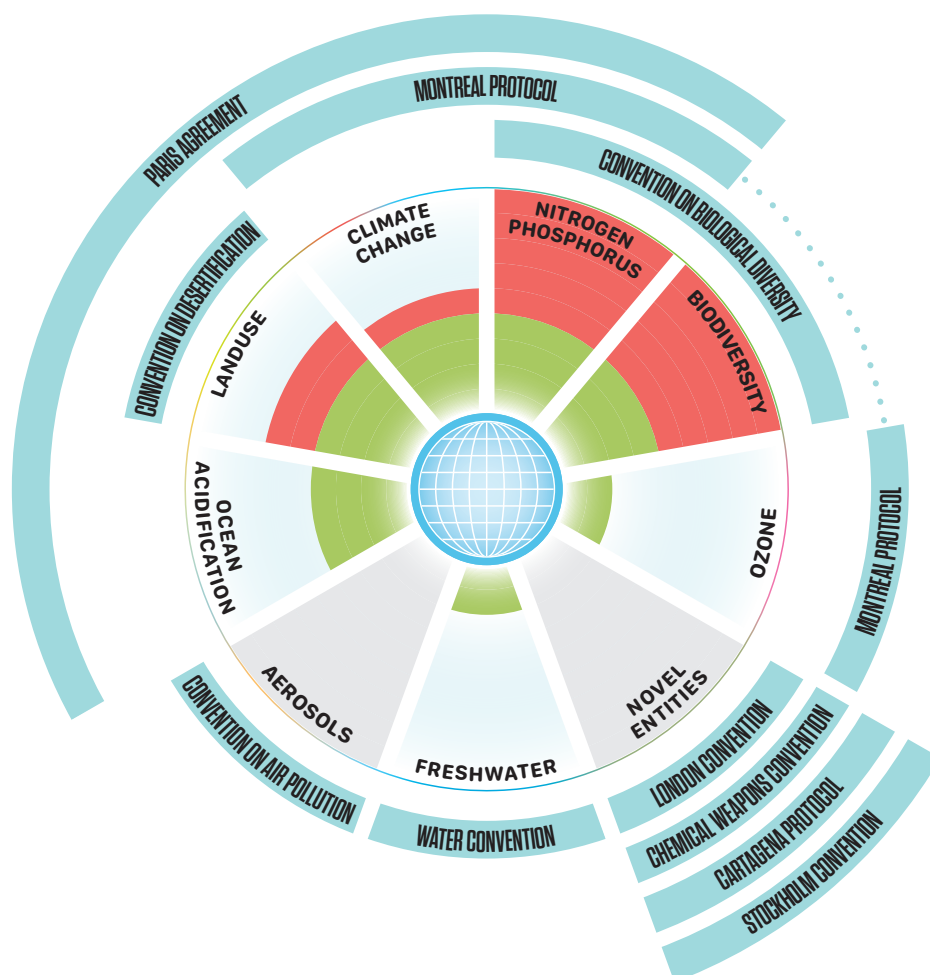 PARIS AGREEMENT
MONTREAL PROTOCOL
CONVENTION ON BIOLOGICAL DIVERSITY
CONVENTION ON DESERTIFICATION
CLIMATE
CHANGE
NITROGEN
PHOSPHORUS
BIODIVERSITY
LANDUSE
OCEAN
ACIDIFICATION
OZONE
MONTREAL PROTOCOL
AEROSOLS
FRESHWATER
NOVEL
ENTITIES
CONVENTION ON AIR POLLUTION
WATER CONVENTION
LONDON CONVENTION
CHEMICAL WEAPONS CONVENTION
CARTAGENA PROTOCOL
STOCKHOLM CONVENTION